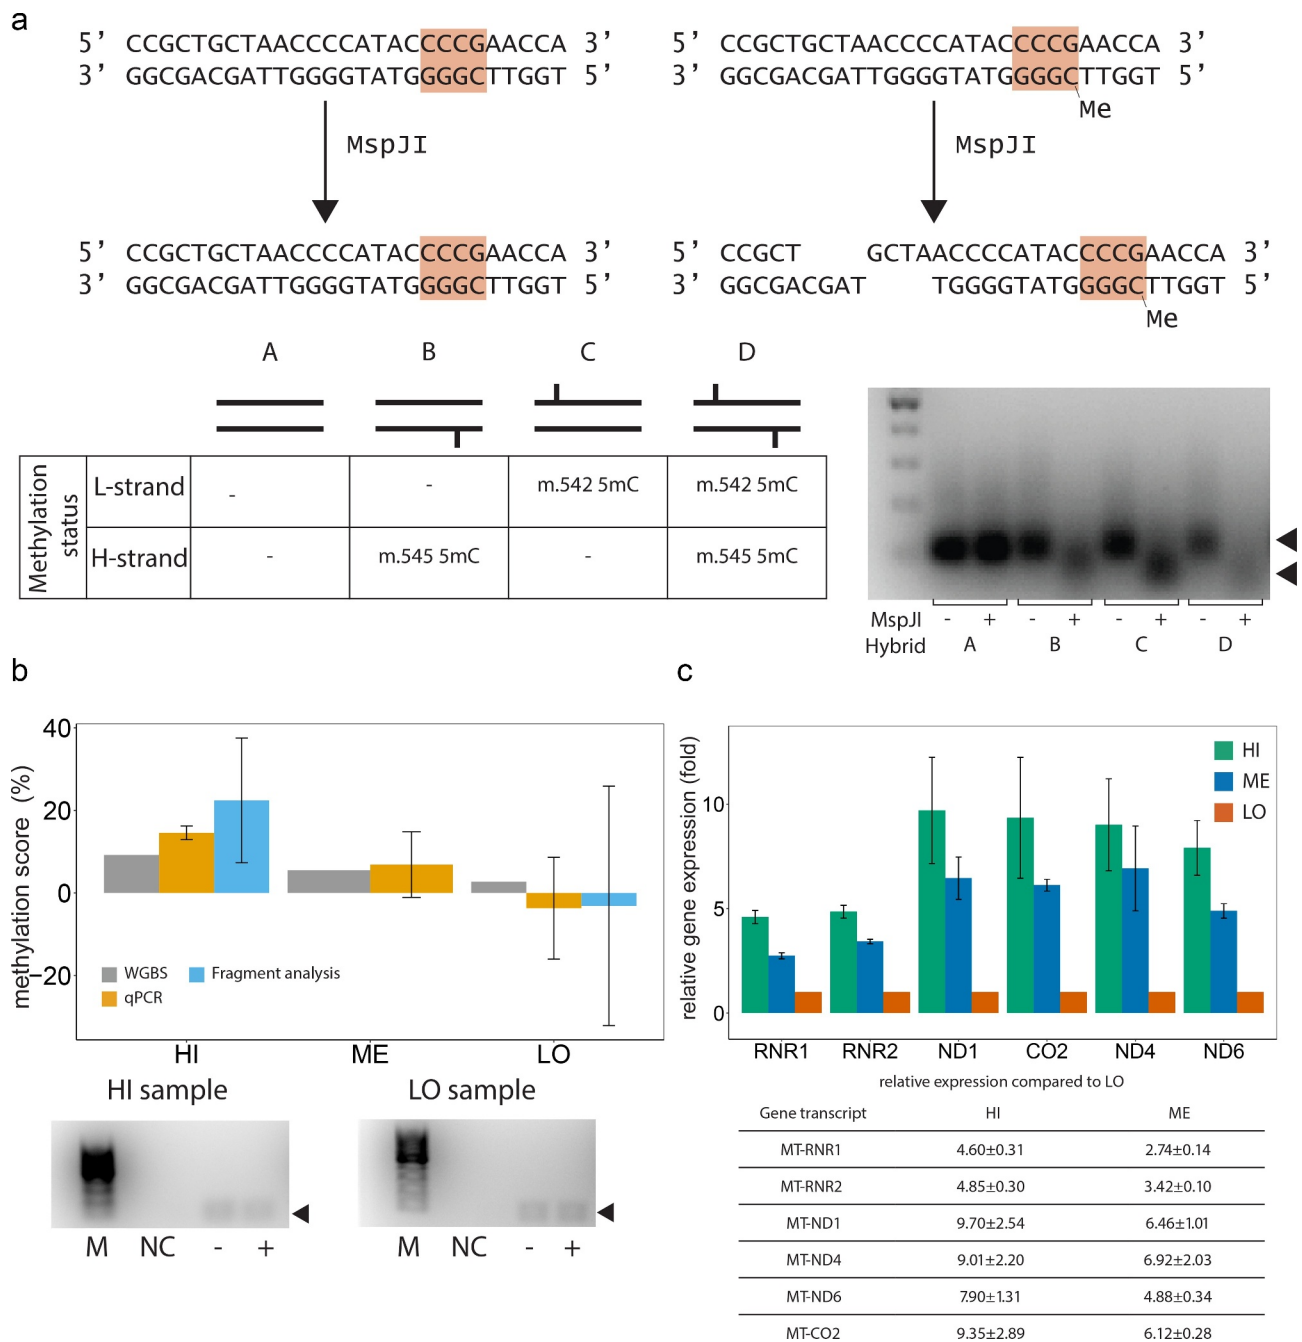 a
5’ CCGCTGCTAACCCCATACCCCGAACCA 3’
3’ GGCGACGATTGGGGTATGGGGCTTGGT 5’
MspJI
5’ CCGCTGCTAACCCCATACCCCGAACCA 3’
3’ GGCGACGATTGGGGTATGGGGCTTGGT 5’
5’ CCGCTGCTAACCCCATACCCCGAACCA 3’
3’ GGCGACGATTGGGGTATGGGGCTTGGT 5’
Me
MspJI
5’ CCGCT GCTAACCCCATACCCCGAACCA 3’
3’ GGCGACGAT TGGGGTATGGGGCTTGGT 5’
Me
A B C D
Methylation status
L-strand - - m.542 5mC m.542 5mC
H-strand - m.545 5mC - m.545 5mC
MspJI - + - + - + - +
Hybrid A B C D
b
methylation score (%)
40
20
0
−20
WGBS
Fragment analysis
qPCR
HI ME LO
HI sample
M NC - +
LO sample
M NC - +
c
relative gene expression (fold)
10
5
0
HI
ME
LO
RNR1 RNR2 ND1 CO2 ND4 ND6
relative expression compared to LO
Gene transcript HI ME
MT-RNR1 4.60±0.31 2.74±0.14
MT-RNR2 4.85±0.30 3.42±0.10
MT-ND1 9.70±2.54 6.46±1.01
MT-ND4 9.01±2.20 6.92±2.03
MT-ND6 7.90±1.31 4.88±0.34
MT-CO2 9.35±2.89 6.12±0.28